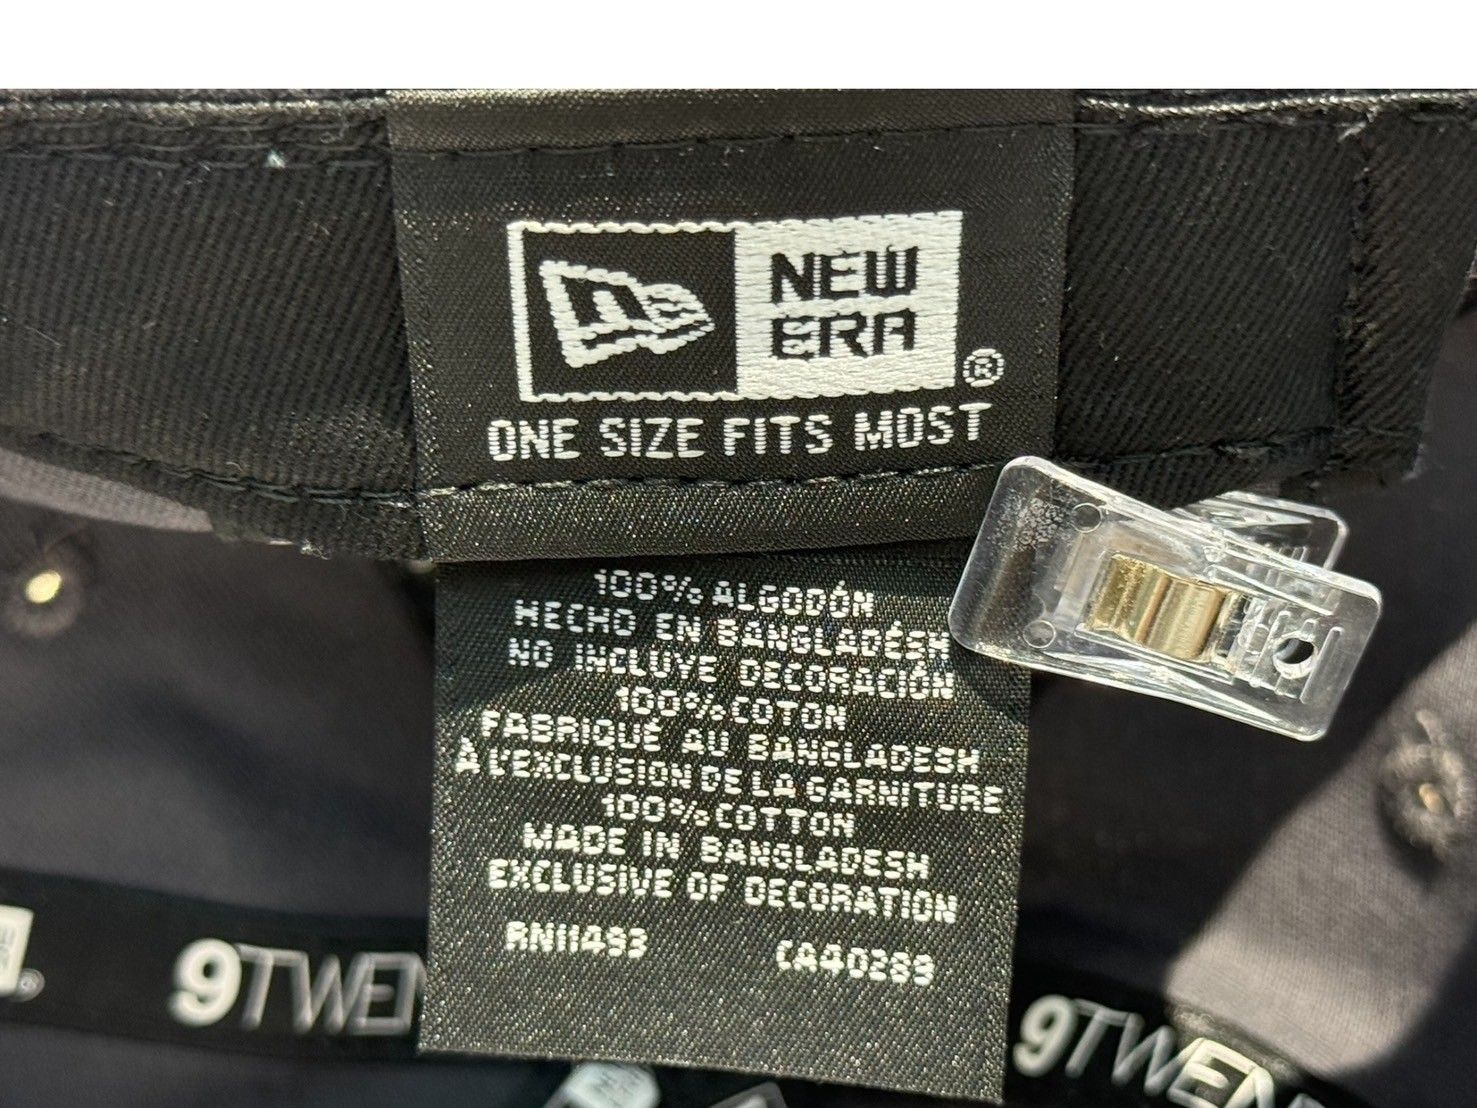 NEW
ERA
®
ONE SIZE FITS MOST
100% ALGODÓN
HECHO EN BANGLADÉSH
NO INCLUYE DECORACIÓN
100% COTON
FABRIQUÉ AU BANGLADESH
À L'EXCLUSION DE LA GARNITURE
100% COTTON
MADE IN BANGLADESH
EXCLUSIVE OF DECORATION
RN11493 CA40289
9TWEN
9TWEN